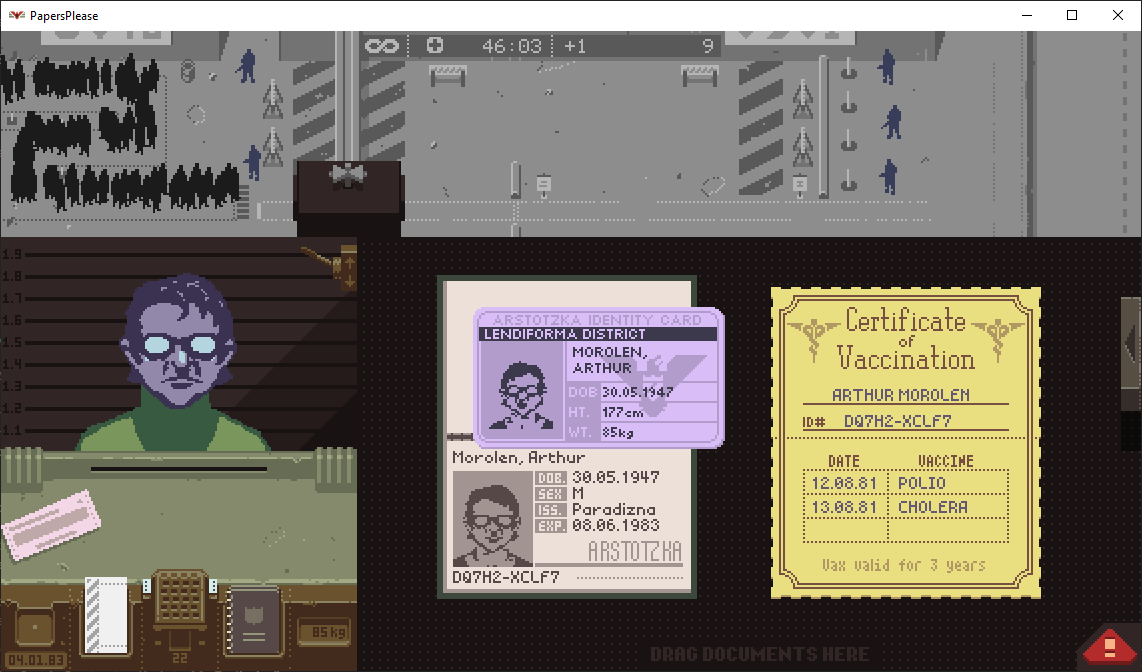 PapersPlease
46:03
+1
9
1.9
1.8
1.7
1.6
1.5
1.4
1.3
1.2
1.1
ARSTOTZKA IDENTITY CARD
LENDIFORMA DISTRICT
MOROLEN,
ARTHUR
DOB 30.05.1947
HT. 177cm
WT. 85kg
Morolen, Arthur
DOB. 30.05.1947
SEX M
ISS. Paradizna
EXP. 08.06.1983
ARSTOTZKA
DQ7H2-XCLF7
Certificate
of
Vaccination
ARTHUR MOROLEN
ID# DQ7H2-XCLF7
DATE VACCINE
12.08.81 POLIO
13.08.81 CHOLERA
Vax valid for 3 years
85kg
04.01.83
22
DRAG DOCUMENTS HERE